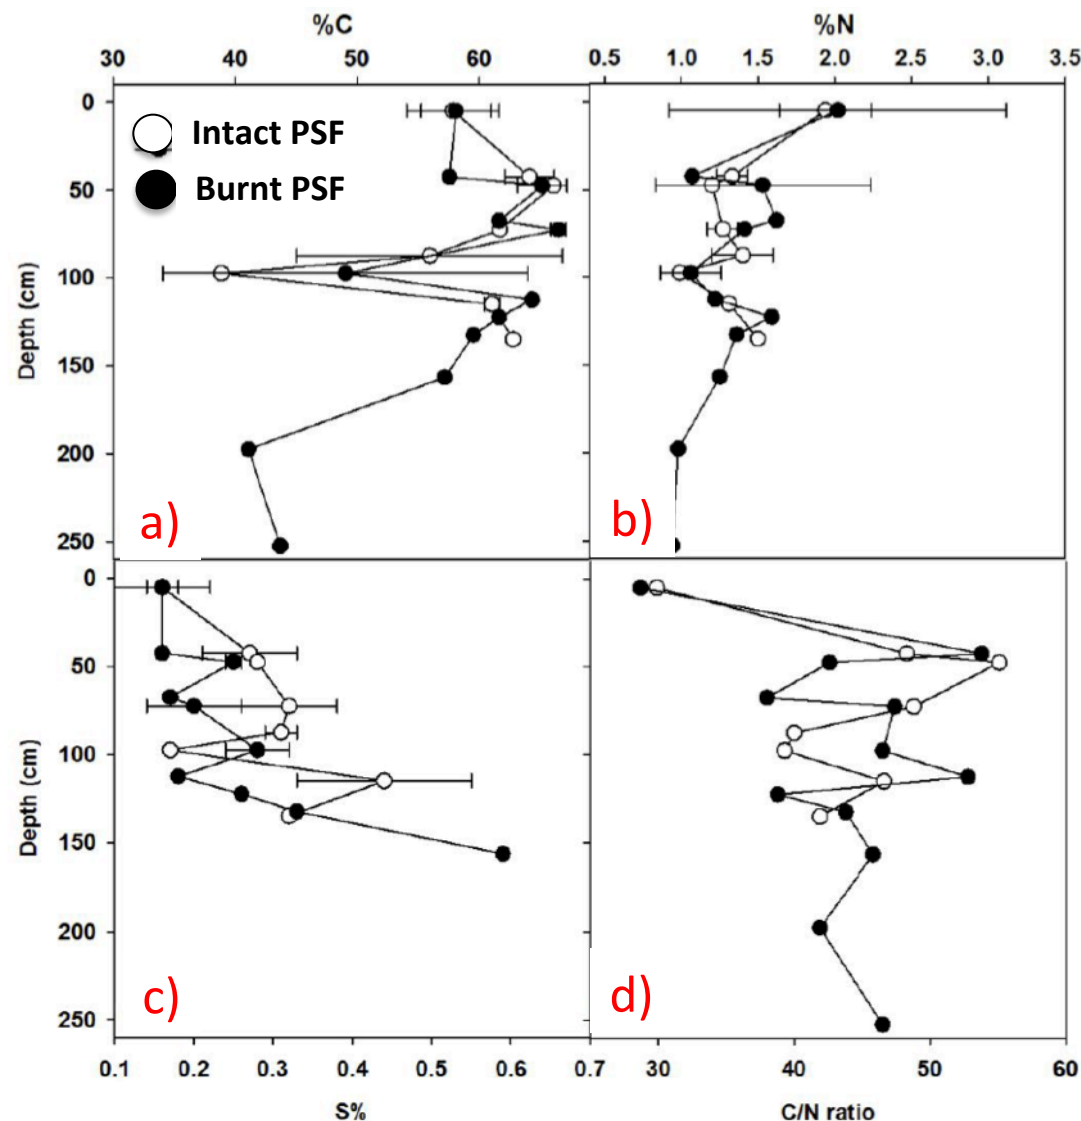 %C %N
30 40 50 60 0.5 1.0 1.5 2.0 2.5 3.0 3.5
0
Intact PSF
Burnt PSF
50
100
150
200
250
Depth (cm)
a) b)
0
50
100
150
200
250
Depth (cm)
c) d)
0.1 0.2 0.3 0.4 0.5 0.6 0.7 30 40 50 60
S% C/N ratio